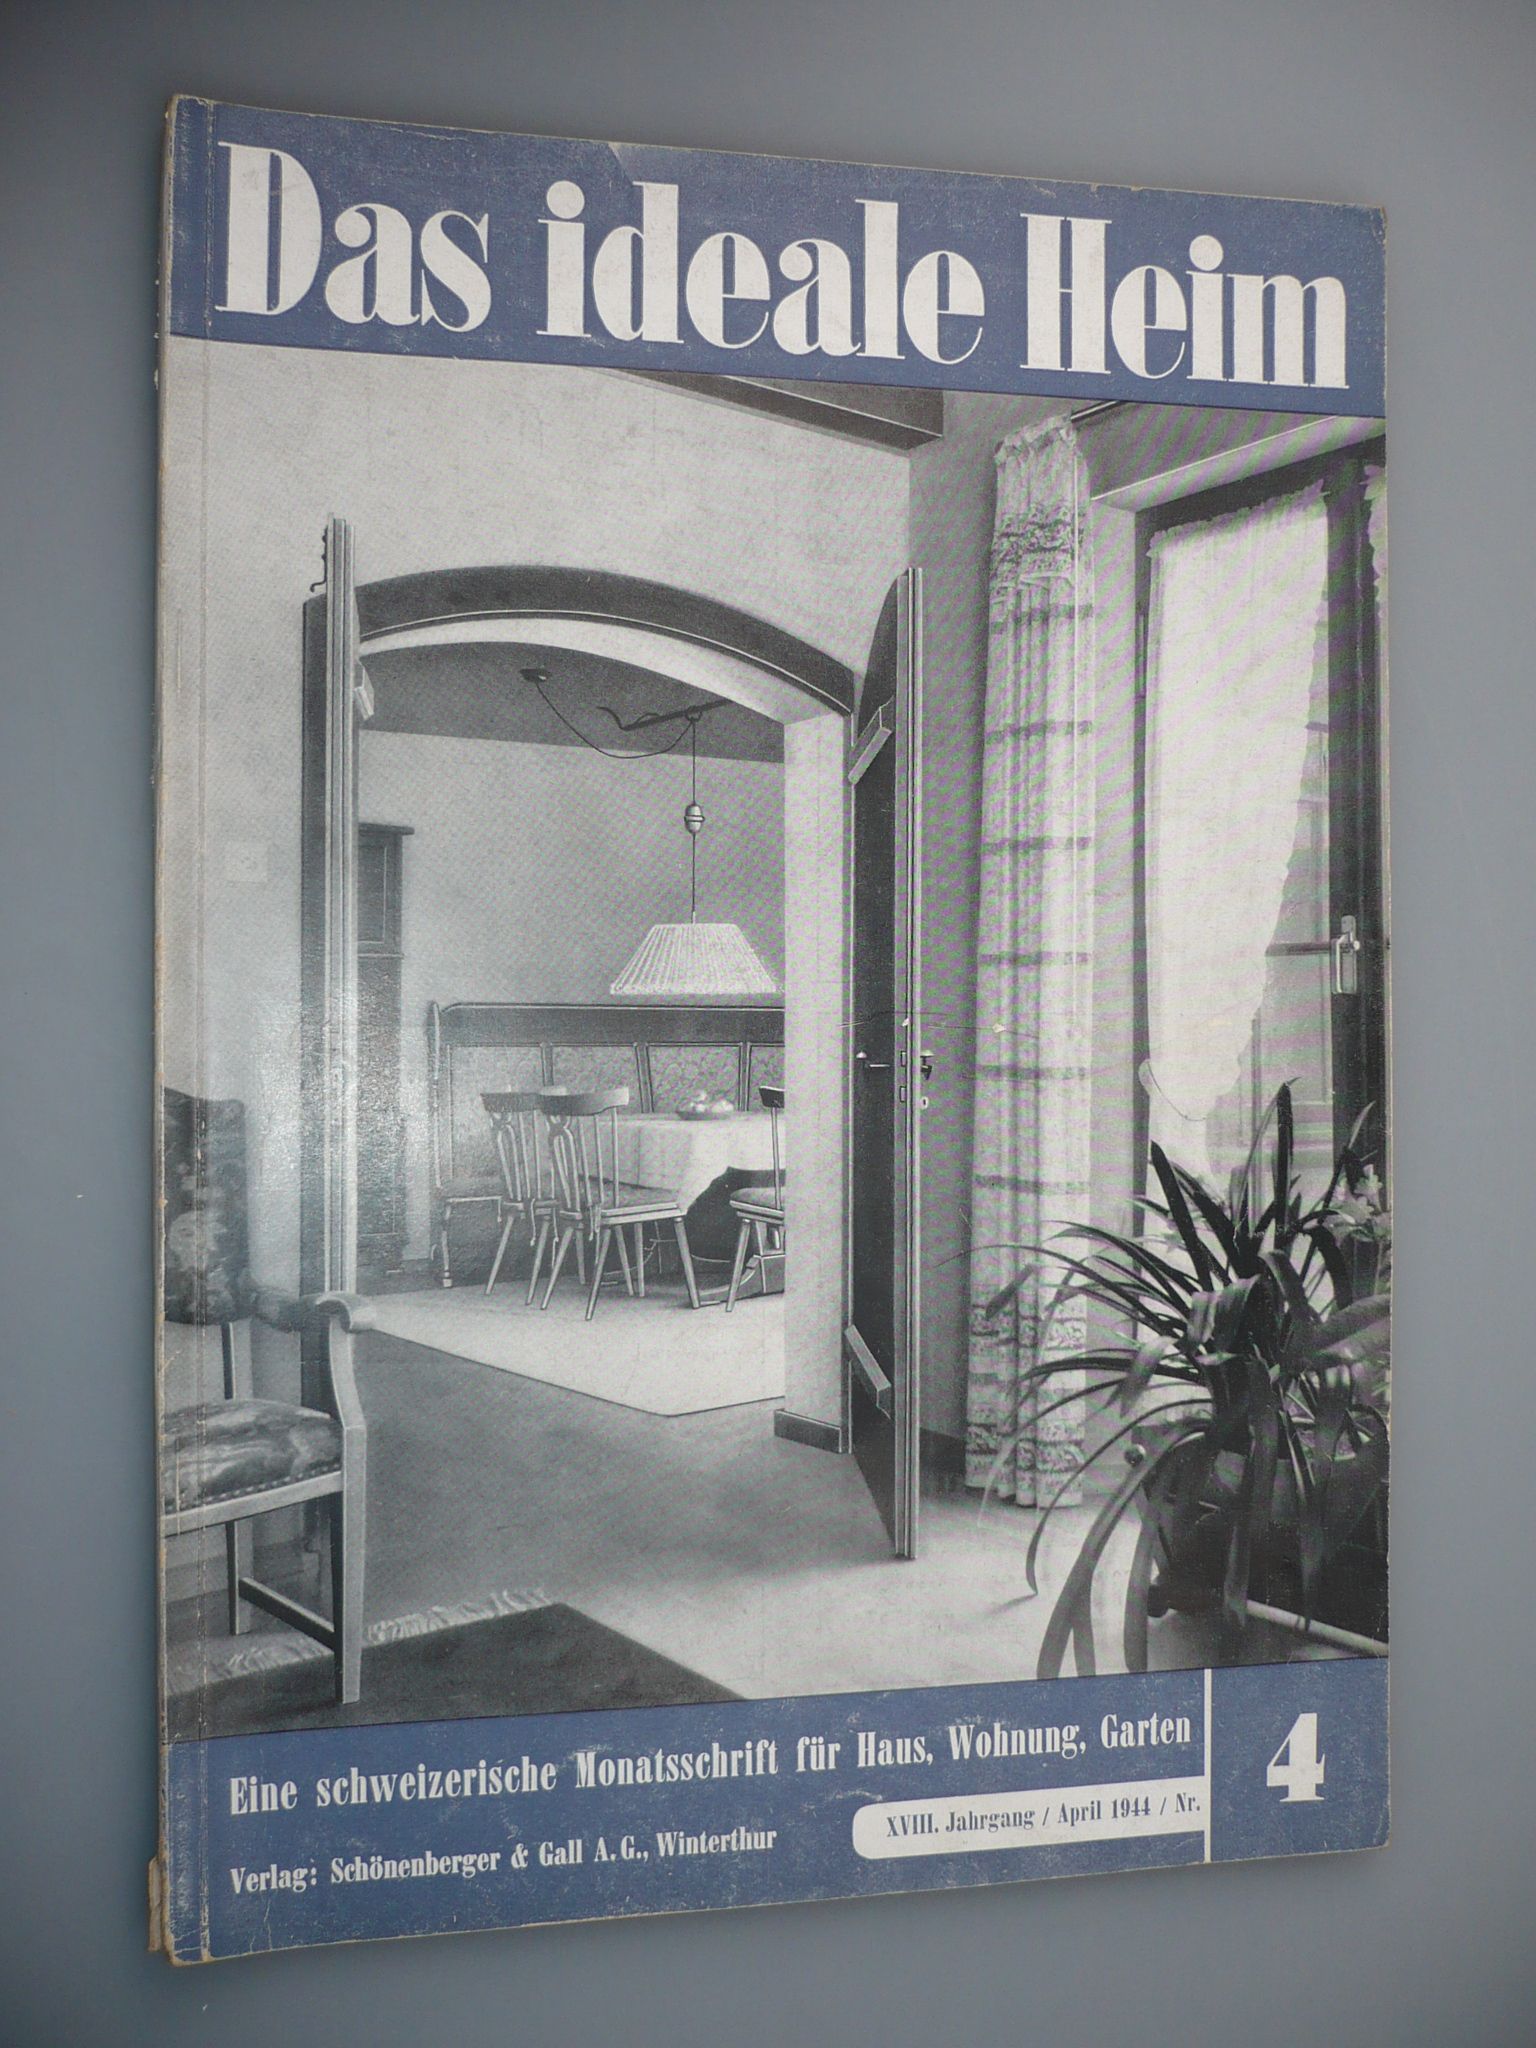 Das ideale Heim
Eine schweizerische Monatsschrift für Haus, Wohnung, Garten
Verlag: Schönenberger & Gall A.G., Winterthur
XVIII. Jahrgang / April 1944 / Nr.
4